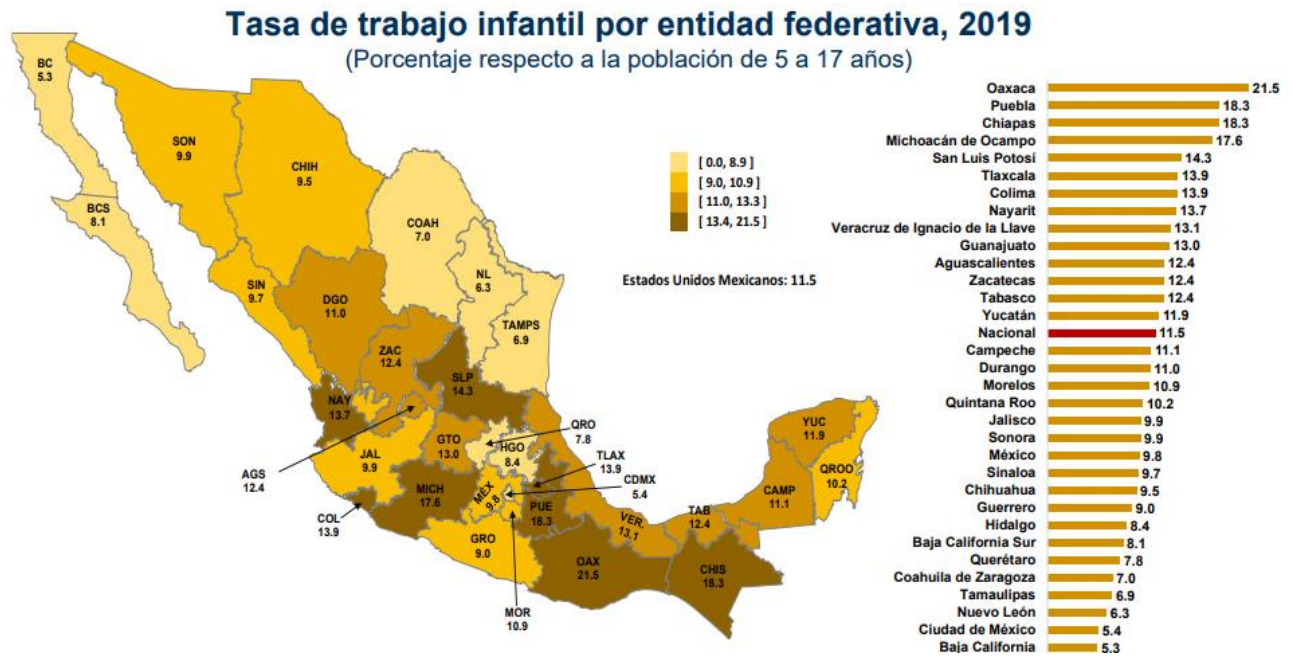 Tasa de trabajo infantil por entidad federativa, 2019
(Porcentaje respecto a la población de 5 a 17 años)
BC
5.3
SON
9.9
CHIH
9.5
BCS
8.1
COAH
7.0
NL
6.3
SIN
9.7
DGO
11.0
TAMPS
6.9
ZAC
12.4
SLP
14.3
NAY
13.7
AGS
12.4
JAL
9.9
GTO
13.0
QRO
7.8
HGO
8.4
TLAX
13.9
CDMX
5.4
COL
13.9
MICH
17.6
MÉX
9.8
PUE
18.3
GRO
9.0
MOR
10.9
OAX
21.5
VER.
13.1
TAB
12.4
CHIS
18.3
CAMP
11.1
YUC
11.9
QROO
10.2
[ 0.0, 8.9 ]
[ 9.0, 10.9 ]
[ 11.0, 13.3 ]
[ 13.4, 21.5 ]
Estados Unidos Mexicanos: 11.5
Oaxaca 21.5
Puebla 18.3
Chiapas 18.3
Michoacán de Ocampo 17.6
San Luis Potosí 14.3
Tlaxcala 13.9
Colima 13.9
Nayarit 13.7
Veracruz de Ignacio de la Llave 13.1
Guanajuato 13.0
Aguascalientes 12.4
Zacatecas 12.4
Tabasco 12.4
Yucatán 11.9
Nacional 11.5
Campeche 11.1
Durango 11.0
Morelos 10.9
Quintana Roo 10.2
Jalisco 9.9
Sonora 9.9
México 9.8
Sinaloa 9.7
Chihuahua 9.5
Guerrero 9.0
Hidalgo 8.4
Baja California Sur 8.1
Querétaro 7.8
Coahuila de Zaragoza 7.0
Tamaulipas 6.9
Nuevo León 6.3
Ciudad de México 5.4
Baja California 5.3